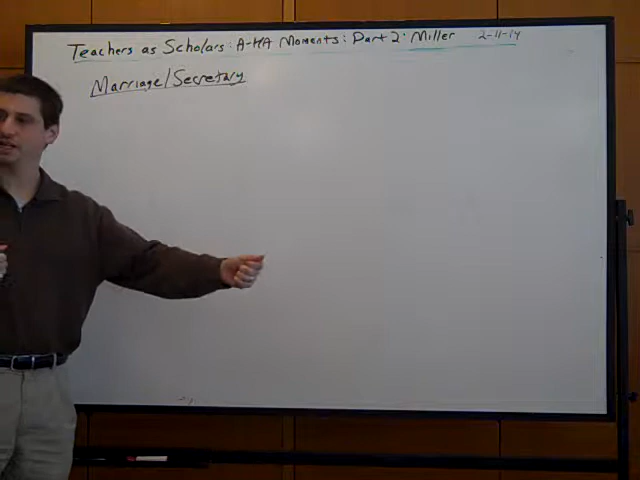 Teachers as Scholars: A-HA Moments: Part 2: Miller 2-11-14
Marriage/Secretary